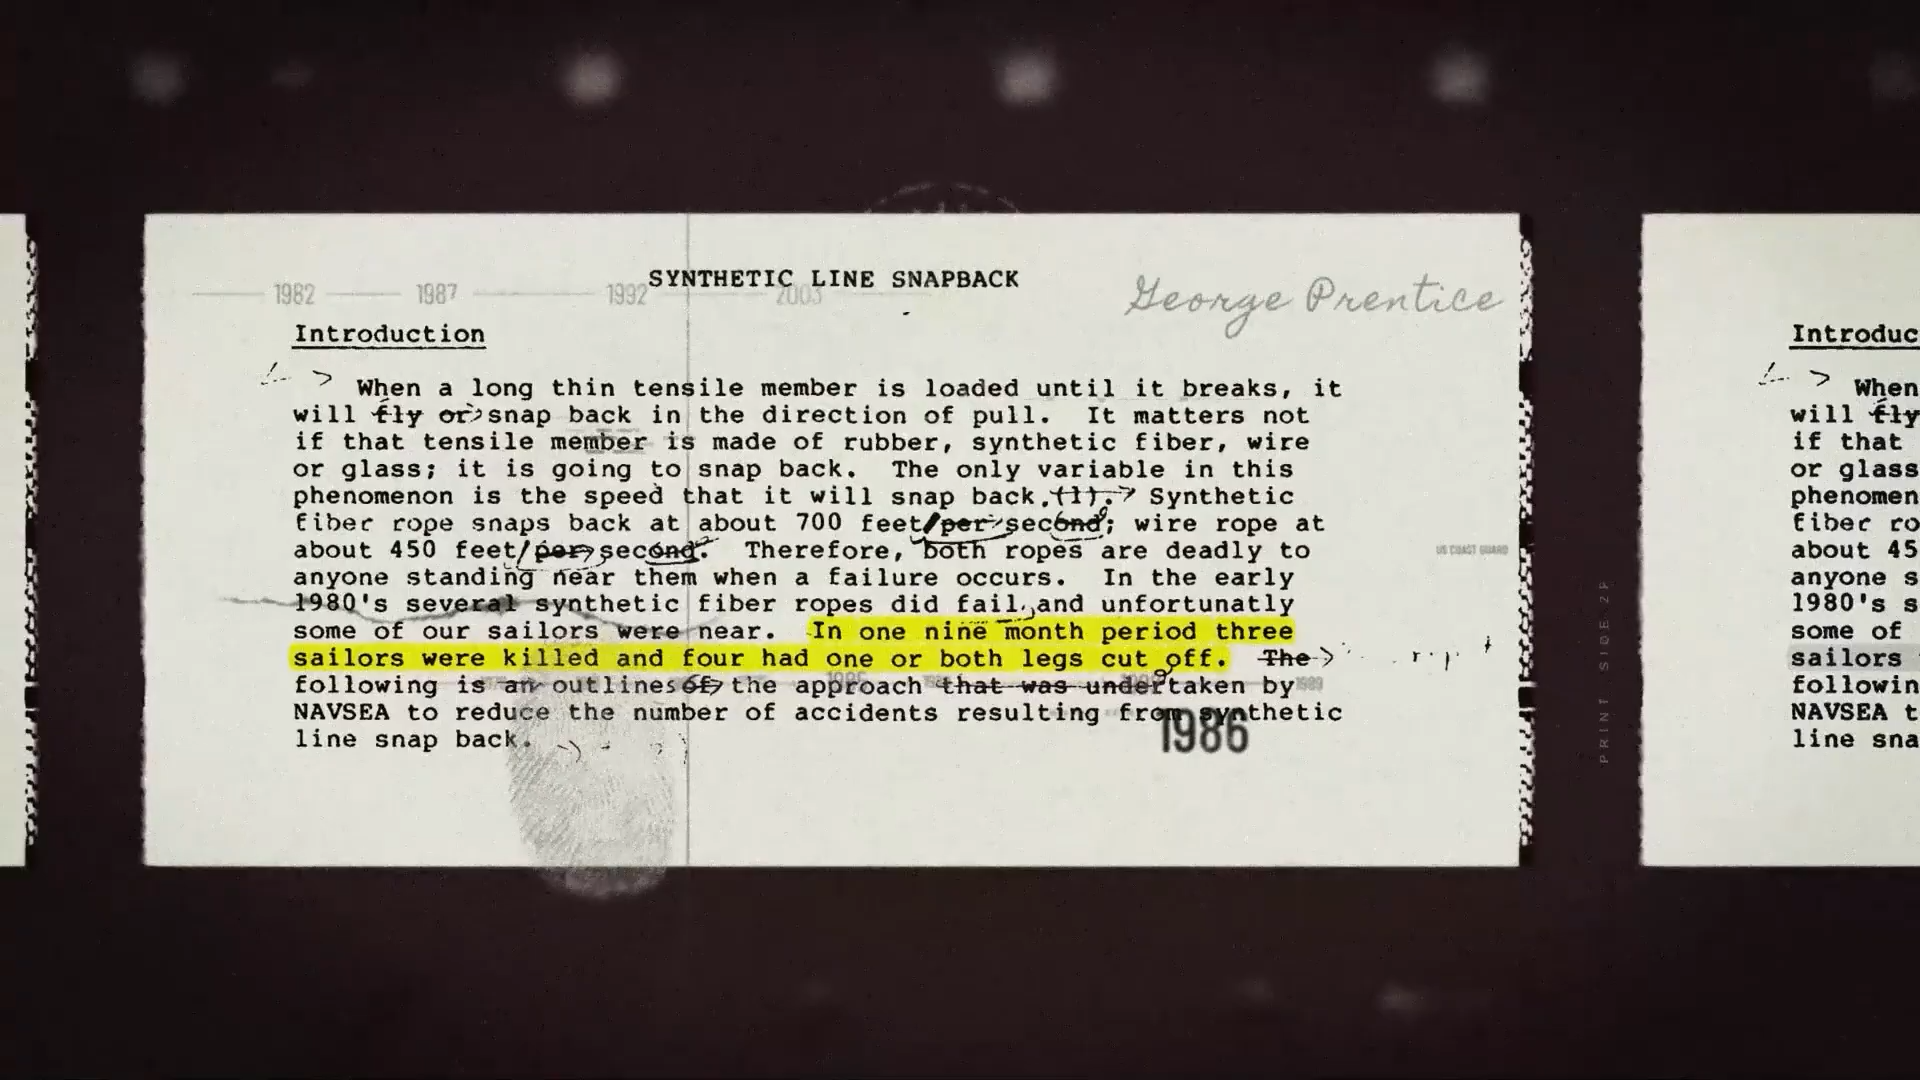 SYNTHETIC LINE SNAPBACK
1982 1987 1992 2003
George Prentice
Introduction
When a long thin tensile member is loaded until it breaks, it
will fly or snap back in the direction of pull. It matters not
if that tensile member is made of rubber, synthetic fiber, wire
or glass; it is going to snap back. The only variable in this
phenomenon is the speed that it will snap back.(1). Synthetic
fiber rope snaps back at about 700 feet/per second; wire rope at
about 450 feet/per second. Therefore, both ropes are deadly to
US COAST GUARD
anyone standing near them when a failure occurs. In the early
1980's several synthetic fiber ropes did fail, and unfortunatly
some of our sailors were near. In one nine month period three
sailors were killed and four had one or both legs cut off. The
following is an outlines of the approach that was undertaken by
1989
NAVSEA to reduce the number of accidents resulting from synthetic
1986
line snap back.
PRINT SIDE 2P
Introduc
When
will fly
if that
or glass
phenomen
fiber ro
about 45
anyone s
1980's s
some of
sailors
followin
NAVSEA t
line sna